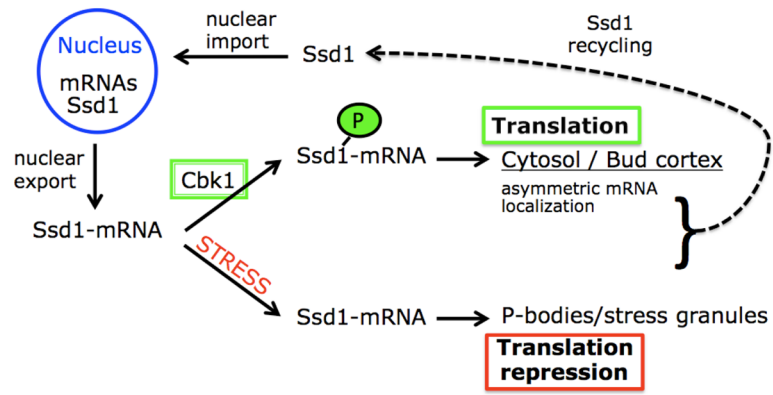 nuclear
import
Ssd1
recycling
Nucleus
mRNAs
Ssd1
Ssd1
P
nuclear
export
Cbk1
Ssd1-mRNA
Translation
Cytosol / Bud cortex
asymmetric mRNA
localization
Ssd1-mRNA
STRESS
Ssd1-mRNA
P-bodies/stress granules
Translation
repression